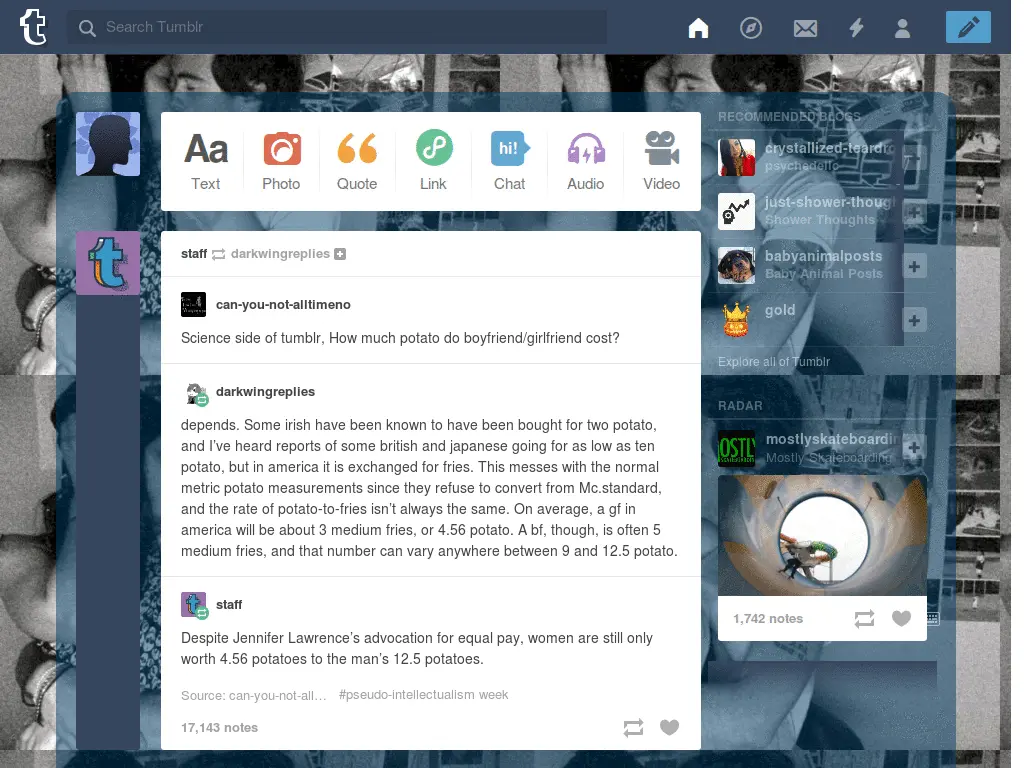 Search Tumblr
Aa
hi!
Text
Photo
Quote
Link
Chat
Audio
Video
staff darkwingreplies
can-you-not-alltimeno
Science side of tumblr, How much potato do boyfriend/girlfriend cost?
darkwingreplies
depends. Some irish have been known to have been bought for two potato,
and I've heard reports of some british and japanese going for as low as ten
potato, but in america it is exchanged for fries. This messes with the normal
metric potato measurements since they refuse to convert from Mc.standard,
and the rate of potato-to-fries isn't always the same. On average, a gf in
america will be about 3 medium fries, or 4.56 potato. A bf, though, is often 5
medium fries, and that number can vary anywhere between 9 and 12.5 potato.
staff
Despite Jennifer Lawrence's advocation for equal pay, women are still only
worth 4.56 potatoes to the man's 12.5 potatoes.
Source: can-you-not-all… #pseudo-intellectualism week
17,143 notes
RECOMMENDED BLOGS
crystallized-teardro
psychedelic
just-shower-thoug
Shower Thoughts
babyanimalposts
Baby Animal Posts
gold
Explore all of Tumblr
RADAR
mostlyskateboardin
Mostly Skateboarding
1,742 notes